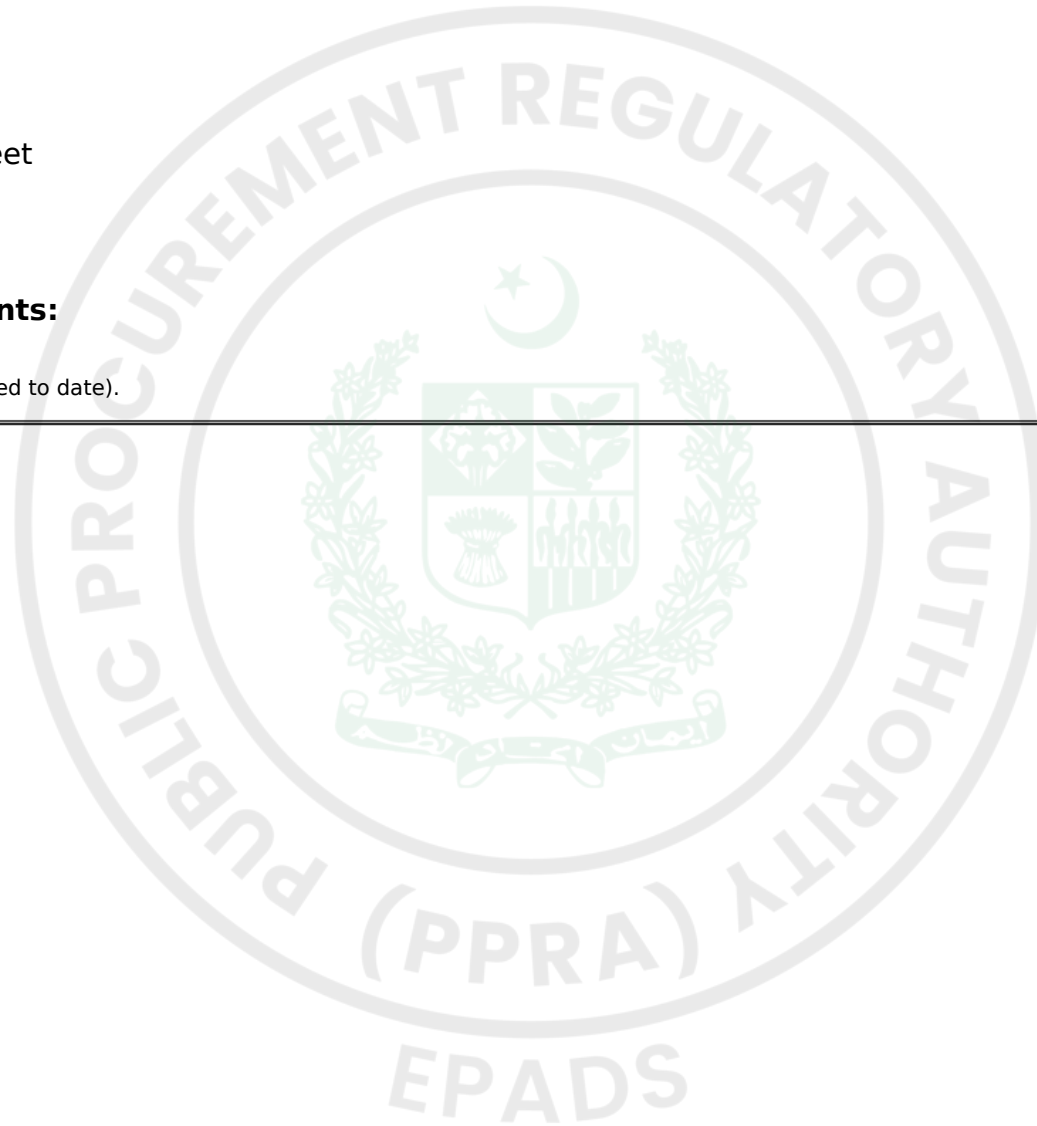 eet
nts:
ed to date).
PUBLIC PROCUREMENT REGULATORY AUTHORITY
(PPRA)
EPADS